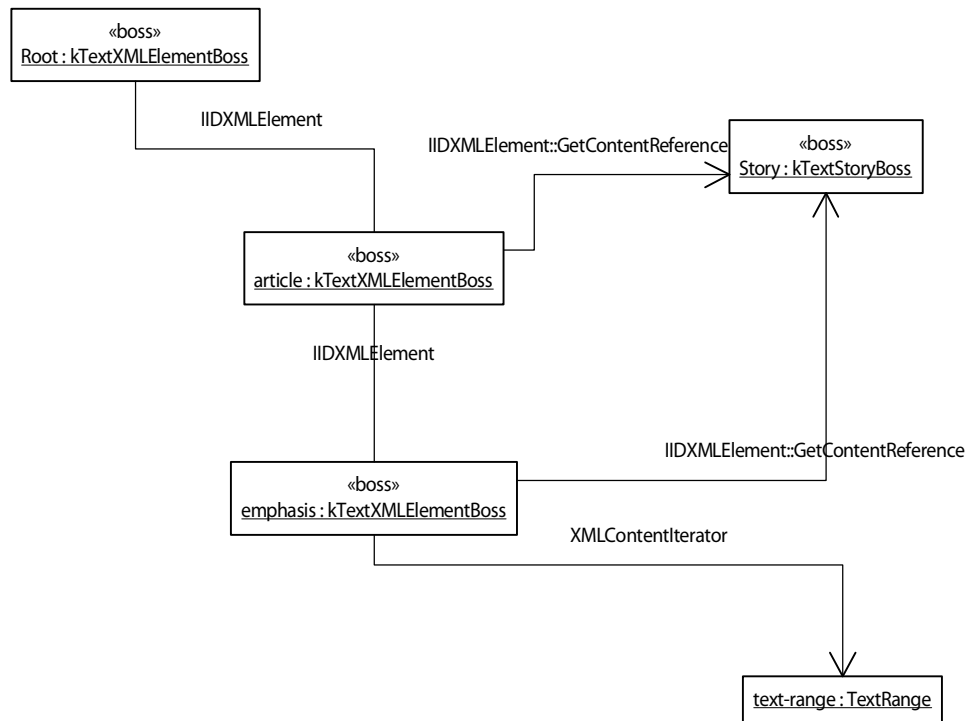 «boss»
Root : kTextXMLElementBoss
IIDXMLElement
IIDXMLElement::GetContentReference
«boss»
Story : kTextStoryBoss
«boss»
article : kTextXMLElementBoss
IIDXMLElement
IIDXMLElement::GetContentReference
«boss»
emphasis : kTextXMLElementBoss
XMLContentIterator
text-range : TextRange